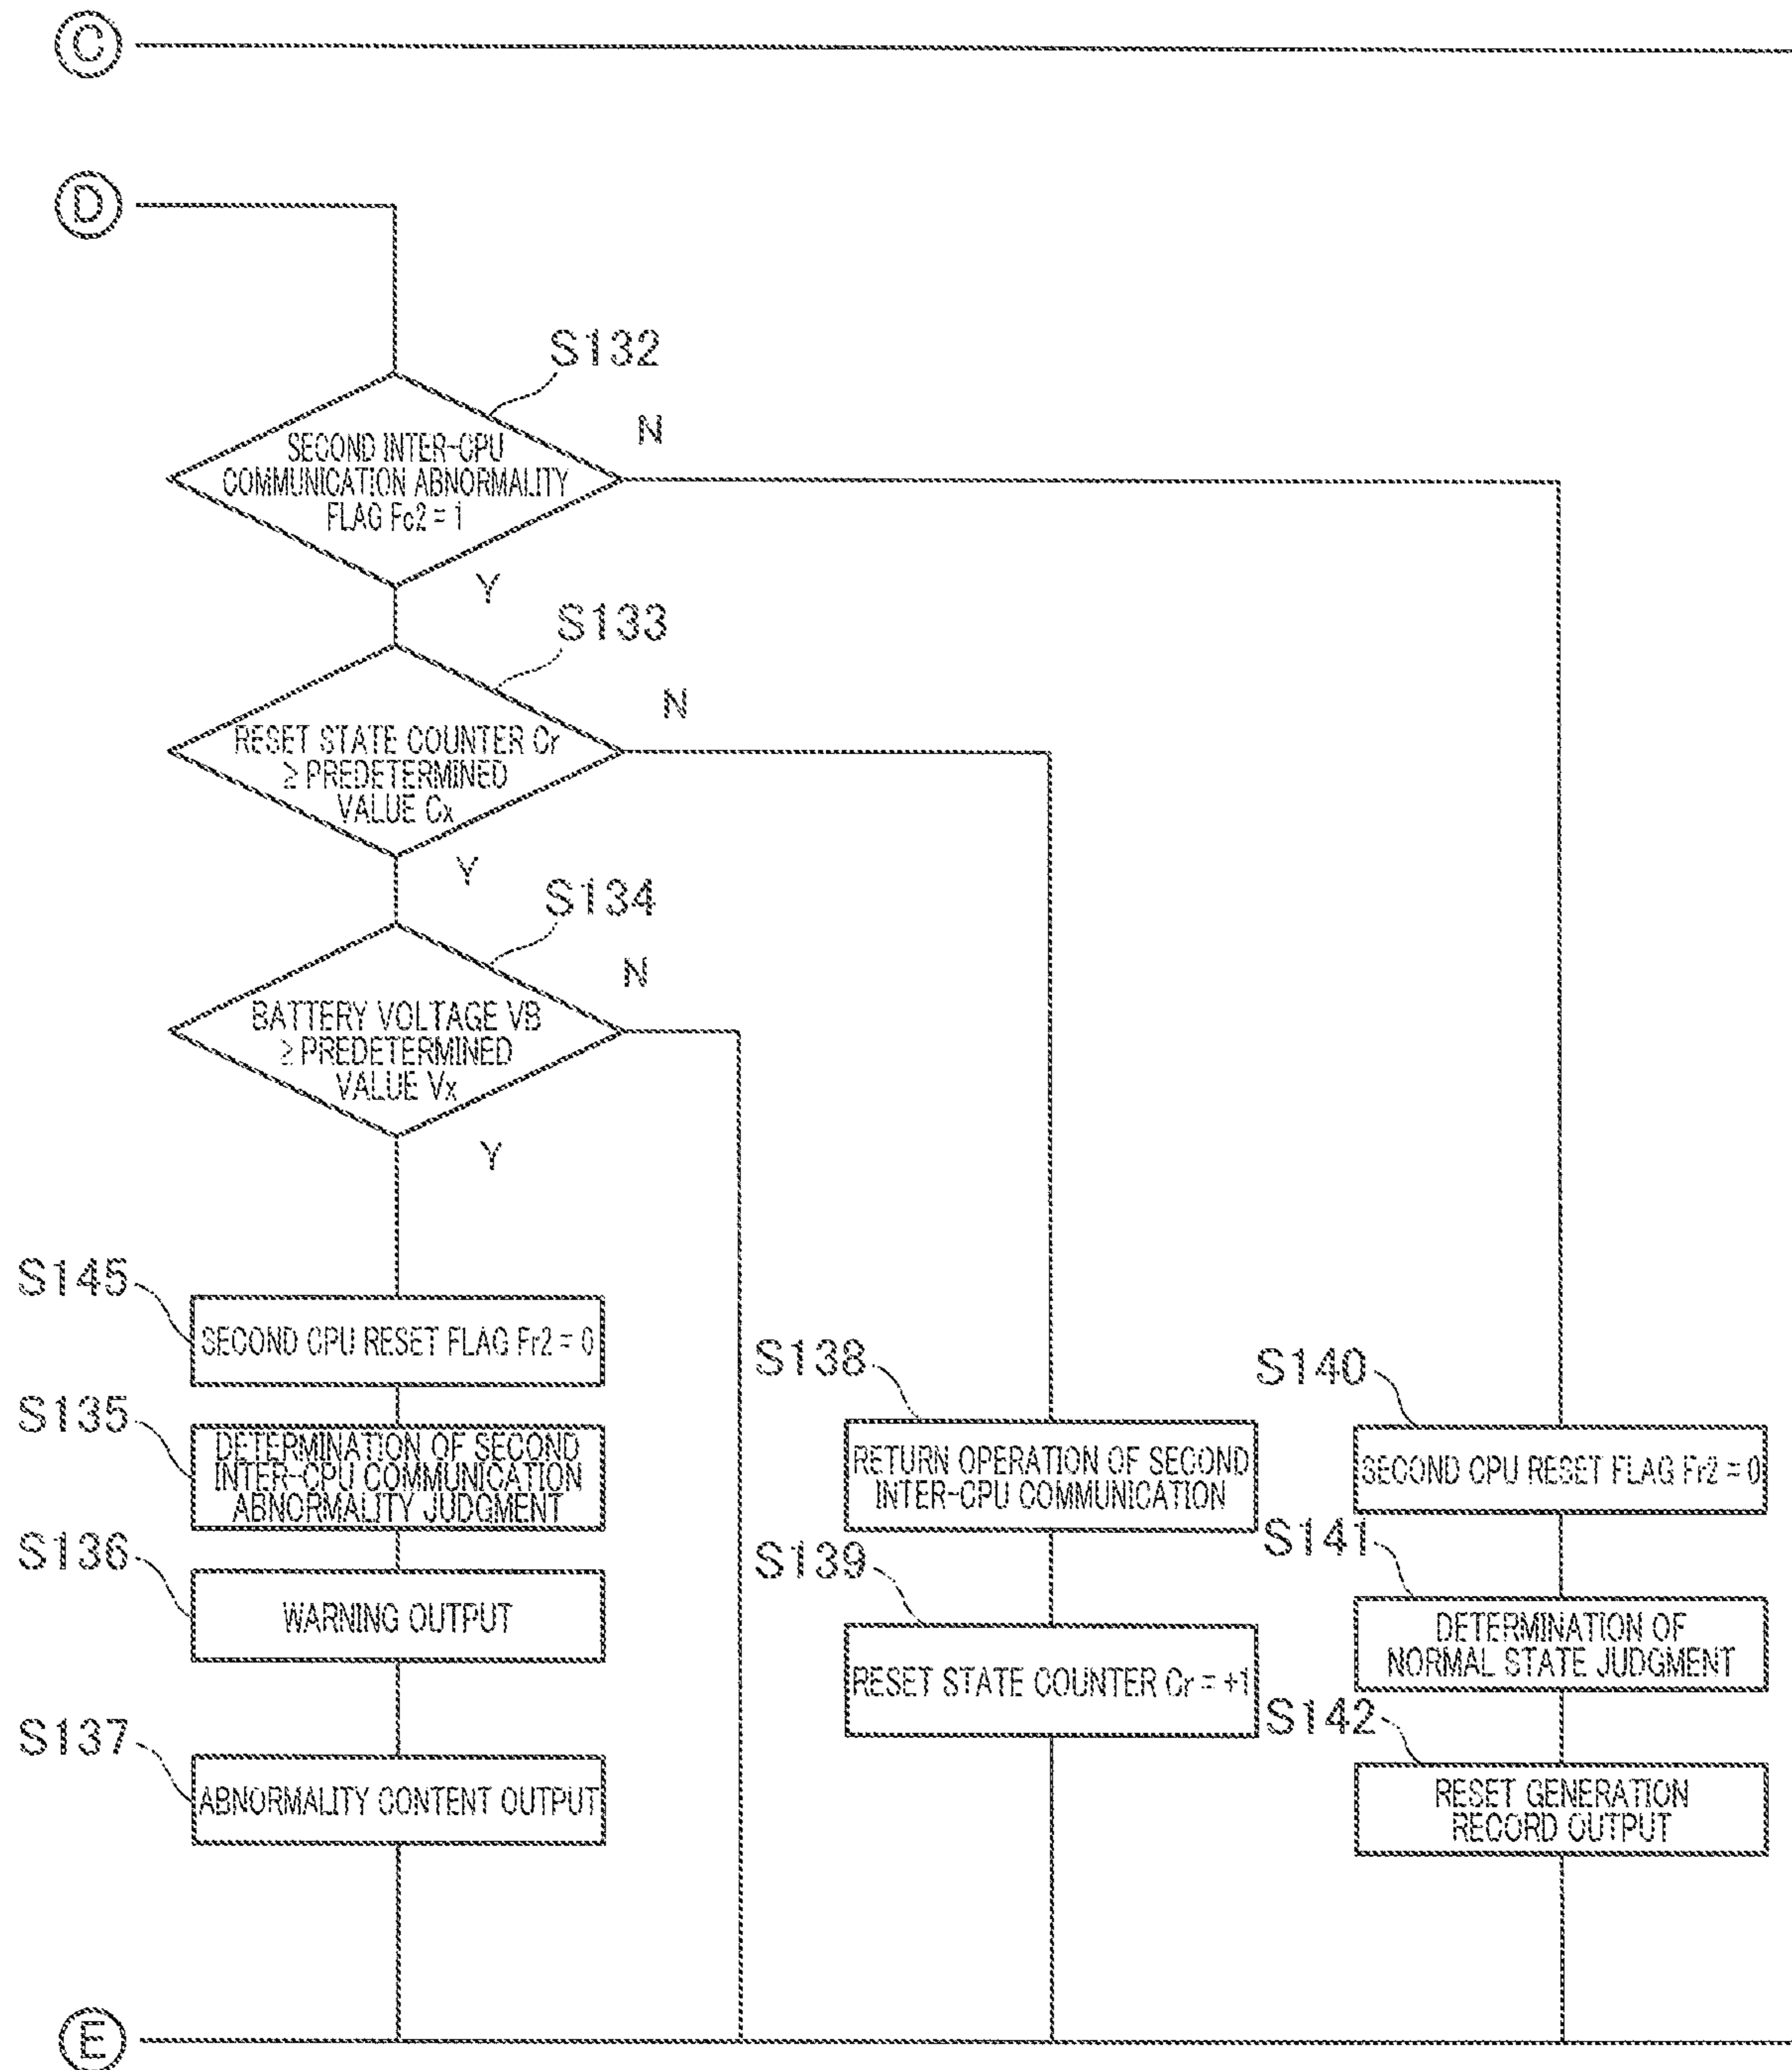 C
D
S132
N
SECOND INTER-CPU
COMMUNICATION ABNORMALITY
FLAG Fc2 = 1
Y
S133
N
RESET STATE COUNTER Cr
≥ PREDETERMINED
VALUE Cx
Y
S134
N
BATTERY VOLTAGE VB
≥ PREDETERMINED
VALUE Vx
Y
S145
SECOND CPU RESET FLAG Fr2 = 0
S135
DETERMINATION OF SECOND
INTER-CPU COMMUNICATION
ABNORMALITY JUDGMENT
S136
WARNING OUTPUT
S137
ABNORMALITY CONTENT OUTPUT
S138
RETURN OPERATION OF SECOND
INTER-CPU COMMUNICATION
S139
RESET STATE COUNTER Cr = +1
S140
SECOND CPU RESET FLAG Fr2 = 0
S141
DETERMINATION OF
NORMAL STATE JUDGMENT
S142
RESET GENERATION
RECORD OUTPUT
E